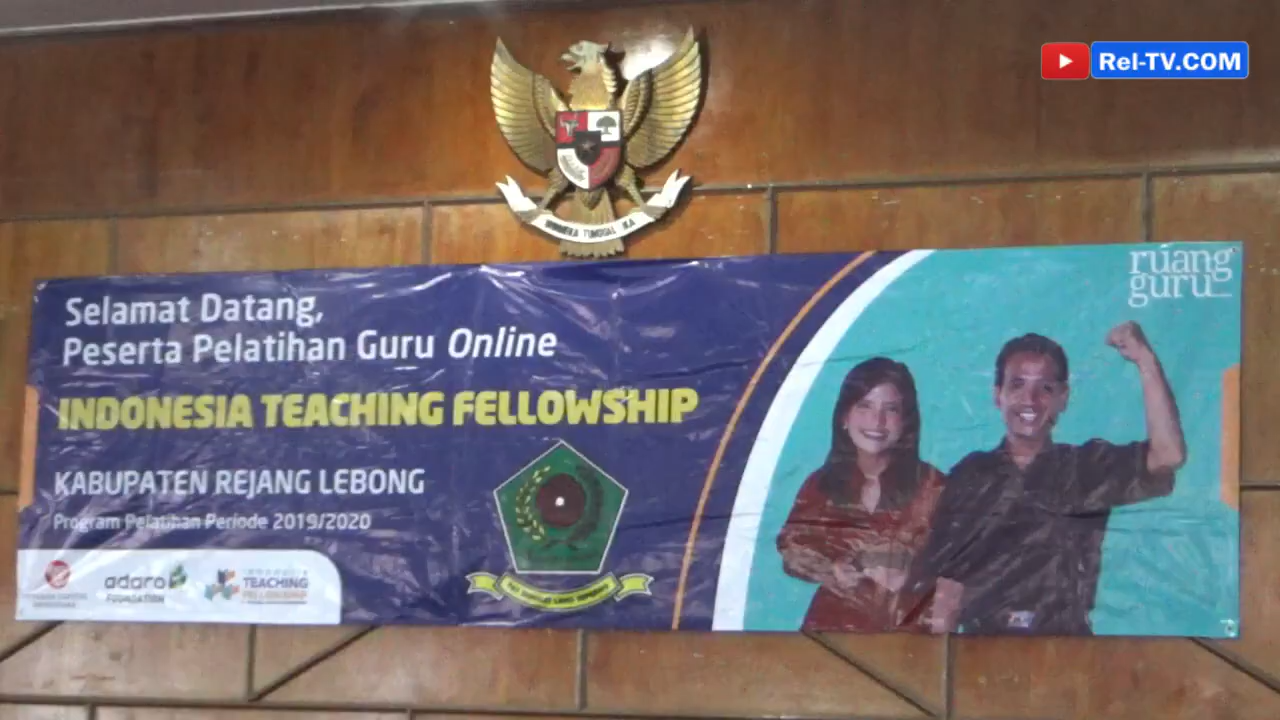 Rel-TV.COM
BHINNEKA TUNGGAL IKA
ruang
guru
Selamat Datang,
Peserta Pelatihan Guru Online
INDONESIA TEACHING FELLOWSHIP
KABUPATEN REJANG LEBONG
Program Pelatihan Periode 2019/2020
adaro
FOUNDATION
TEACHING
FELLOWSHIP